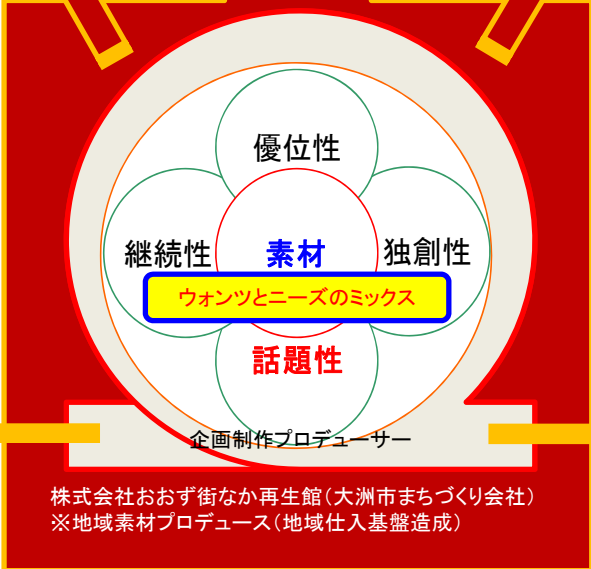 優位性
継続性
素材
独創性
ウォンツとニーズのミックス
話題性
企画制作プロデューサー
株式会社おおず街なか再生館（大洲市まちづくり会社）
※地域素材プロデュース（地域仕入基盤造成）